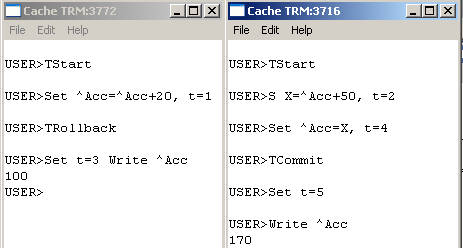 Cache TRM:3772
File Edit Help
USER>TStart
USER>Set ^Acc=^Acc+20, t=1
USER>TRollback
USER>Set t=3 Write ^Acc
100
USER>
Cache TRM:3716
File Edit Help
USER>TStart
USER>S X=^Acc+50, t=2
USER>Set ^Acc=X, t=4
USER>TCommit
USER>Set t=5
USER>Write ^Acc
170